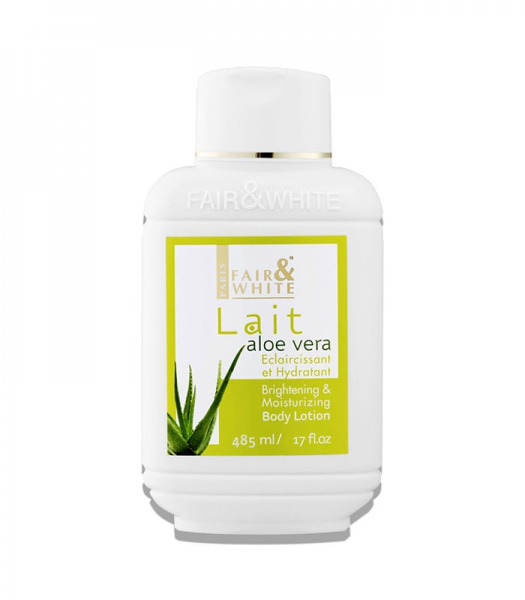 FAIR&WHITE
PARIS
FAIR&
WHITE
Lait
aloe vera
Eclaircissant
et Hydratant
Brightening &
Moisturizing
Body Lotion
485 ml/ 17 fl.oz